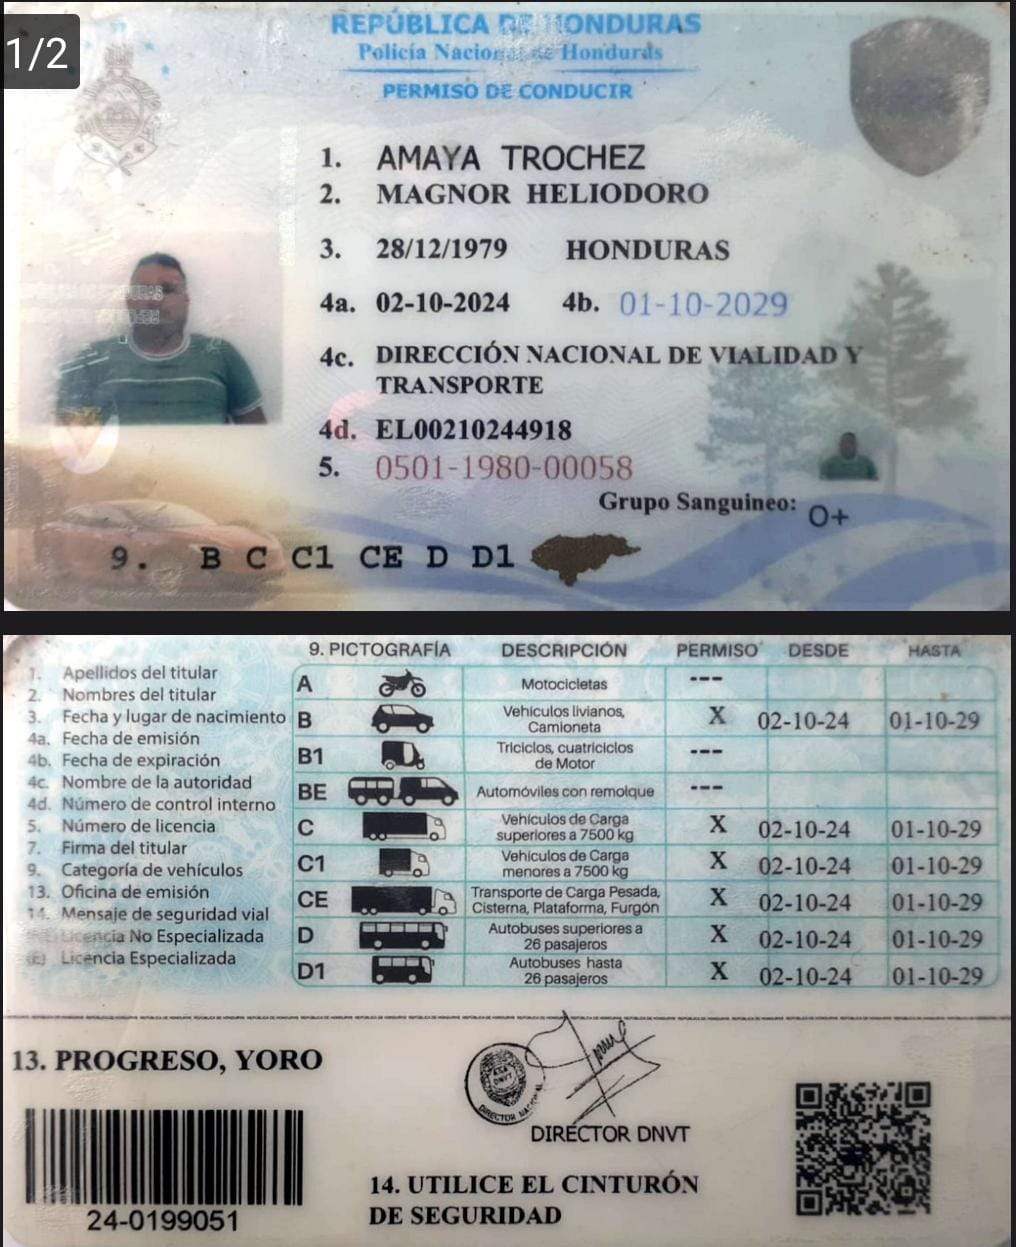 1/2
REPÚBLICA DE HONDURAS
Policía Nacional de Honduras
PERMISO DE CONDUCIR
1. AMAYA TROCHEZ
2. MAGNOR HELIODORO
3. 28/12/1979 HONDURAS
4a. 02-10-2024 4b. 01-10-2029
4c. DIRECCIÓN NACIONAL DE VIALIDAD Y
TRANSPORTE
4d. EL00210244918
5. 0501-1980-00058
Grupo Sanguineo: O+
9. B C C1 CE D D1
1. Apellidos del titular
2. Nombres del titular
3. Fecha y lugar de nacimiento
4a. Fecha de emisión
4b. Fecha de expiración
4c. Nombre de la autoridad
4d. Número de control interno
5. Número de licencia
7. Firma del titular
9. Categoría de vehículos
13. Oficina de emisión
14. Mensaje de seguridad vial
Licencia No Especializada
(E) Licencia Especializada
9. PICTOGRAFÍA DESCRIPCIÓN PERMISO DESDE HASTA
A Motocicletas ---
B Vehículos livianos, Camioneta X 02-10-24 01-10-29
B1 Triciclos, cuatriciclos de Motor ---
BE Automóviles con remolque ---
C Vehículos de Carga superiores a 7500 kg X 02-10-24 01-10-29
C1 Vehículos de Carga menores a 7500 kg X 02-10-24 01-10-29
CE Transporte de Carga Pesada, Cisterna, Plataforma, Furgón X 02-10-24 01-10-29
D Autobuses superiores a 26 pasajeros X 02-10-24 01-10-29
D1 Autobuses hasta 26 pasajeros X 02-10-24 01-10-29
13. PROGRESO, YORO
DNVT
DIRECTOR NACIONAL
DIRECTOR DNVT
24-0199051
14. UTILICE EL CINTURÓN
DE SEGURIDAD